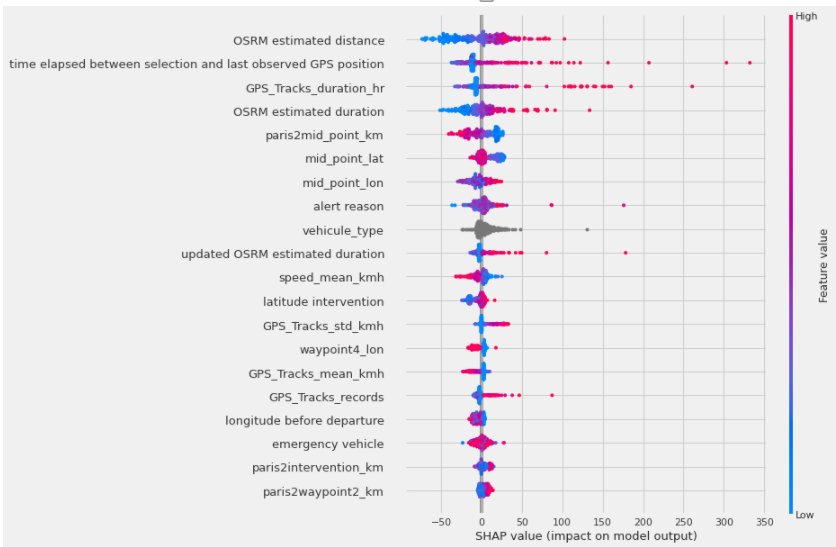 High
OSRM estimated distance
time elapsed between selection and last observed GPS position
GPS_Tracks_duration_hr
OSRM estimated duration
paris2mid_point_km
mid_point_lat
mid_point_lon
alert reason
vehicule_type
updated OSRM estimated duration
speed_mean_kmh
latitude intervention
GPS_Tracks_std_kmh
waypoint4_lon
GPS_Tracks_mean_kmh
GPS_Tracks_records
longitude before departure
emergency vehicle
paris2intervention_km
paris2waypoint2_km
Feature value
Low
−50 0 50 100 150 200 250 300 350
SHAP value (impact on model output)